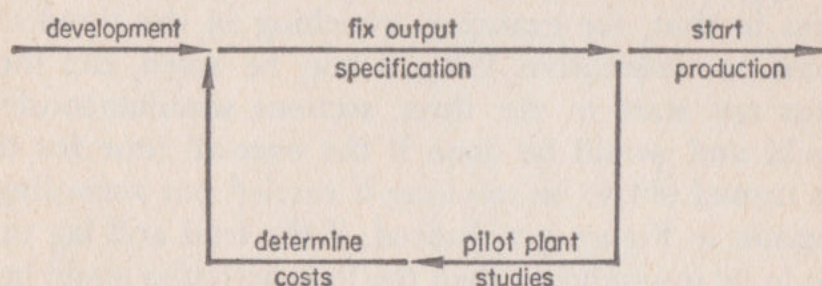 development
fix output
specification
start
production
determine
costs
pilot plant
studies